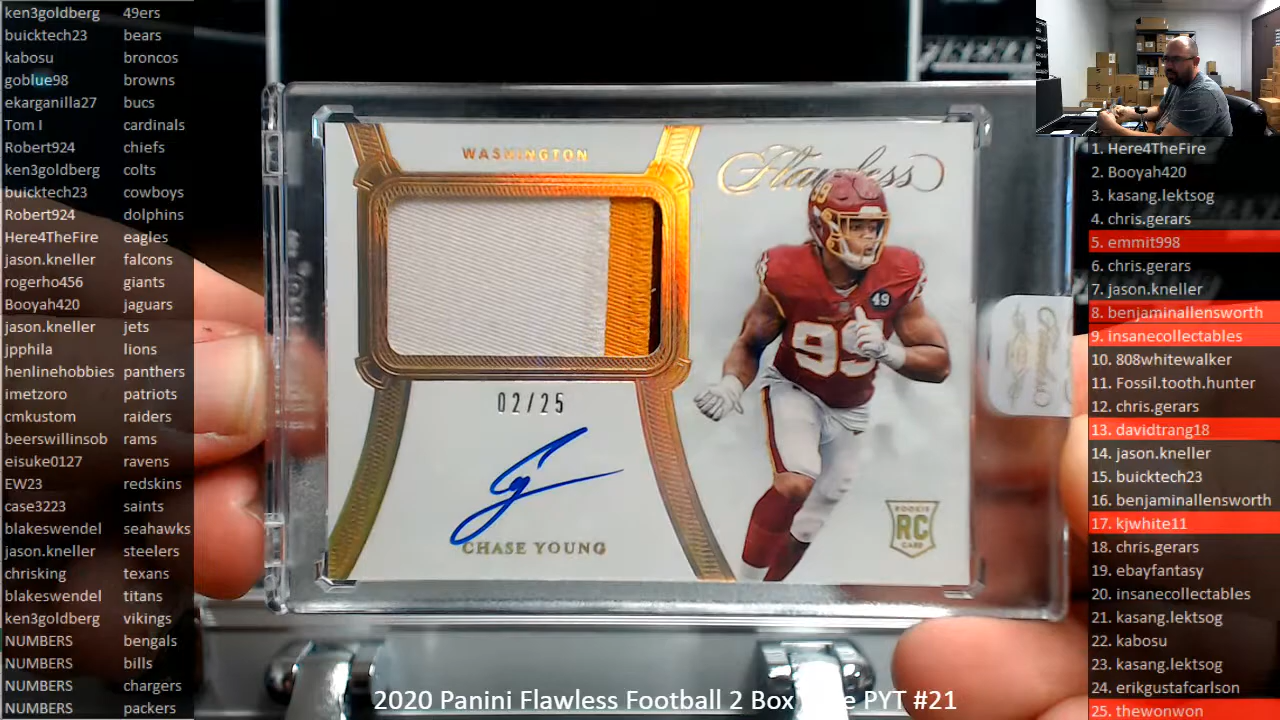 ken3goldberg 49ers
buicktech23 bears
kabosu broncos
goblue98 browns
ekarganilla27 bucs
Tom I cardinals
Robert924 chiefs
ken3goldberg colts
buicktech23 cowboys
Robert924 dolphins
Here4TheFire eagles
jason.kneller falcons
rogerho456 giants
Booyah420 jaguars
jason.kneller jets
jpphila lions
henlinehobbies panthers
imetzoro patriots
cmkustom raiders
beerswillinsob rams
eisuke0127 ravens
EW23 redskins
case3223 saints
blakeswendel seahawks
jason.kneller steelers
chrisking texans
blakeswendel titans
ken3goldberg vikings
NUMBERS bengals
NUMBERS bills
NUMBERS chargers
NUMBERS packers
WASHINGTON
Flawless
99
49
99
02/25
CHASE YOUNG
ROOKIE
RC
CARD
1. Here4TheFire
2. Booyah420
3. kasang.lektsog
4. chris.gerars
5. emmit998
6. chris.gerars
7. jason.kneller
8. benjaminallensworth
9. insanecollectables
10. 808whitewalker
11. Fossil.tooth.hunter
12. chris.gerars
13. davidtrang18
14. jason.kneller
15. buicktech23
16. benjaminallensworth
17. kjwhite11
18. chris.gerars
19. ebayfantasy
20. insanecollectables
21. kasang.lektsog
22. kabosu
23. kasang.lektsog
24. erikgustafcarlson
25. thewonwon
2020 Panini Flawless Football 2 Box PYT #21